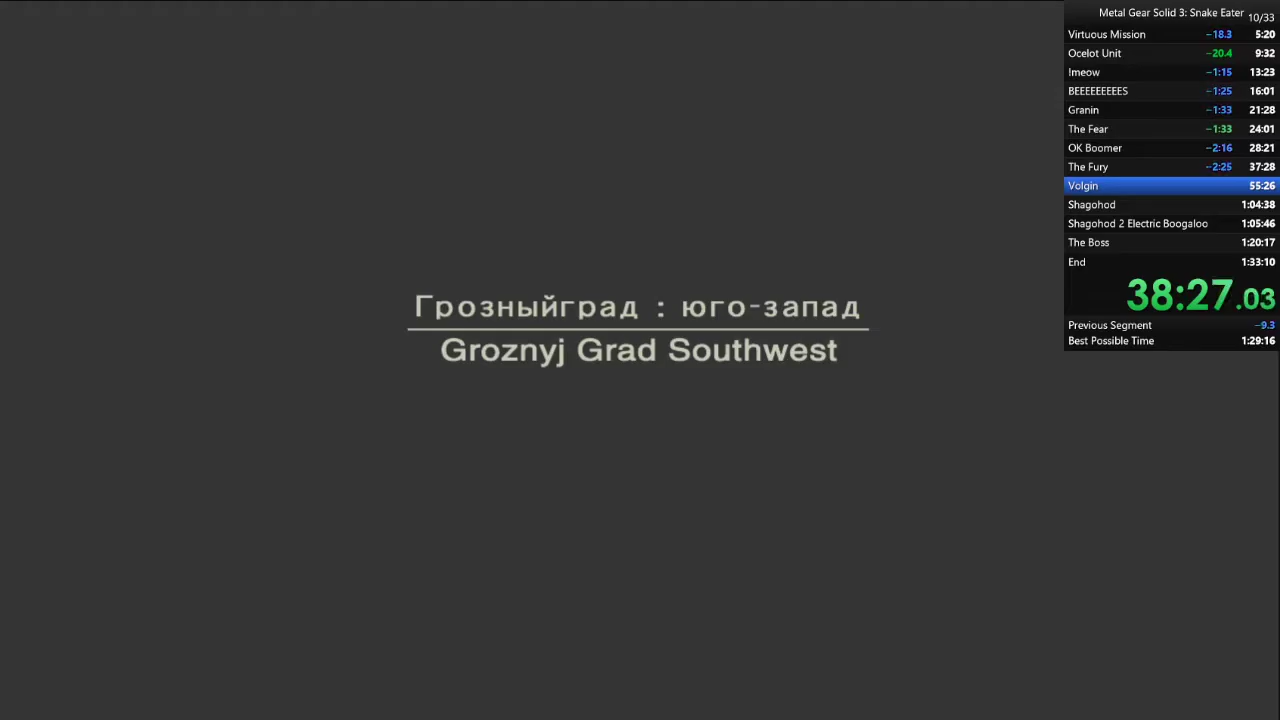 Metal Gear Solid 3: Snake Eater 10/33
Virtuous Mission -18.3 5:20
Ocelot Unit -20.4 9:32
!meow -1:15 13:23
BEEEEEEEEES -1:25 16:01
Granin -1:33 21:28
The Fear -1:33 24:01
OK Boomer -2:16 28:21
The Fury -2:25 37:28
Volgin 55:26
Shagohod 1:04:38
Shagohod 2 Electric Boogaloo 1:05:46
The Boss 1:20:17
End 1:33:10
38:27.03
Previous Segment -9.3
Best Possible Time 1:29:16
Грозныйград : юго-запад
Groznyj Grad Southwest